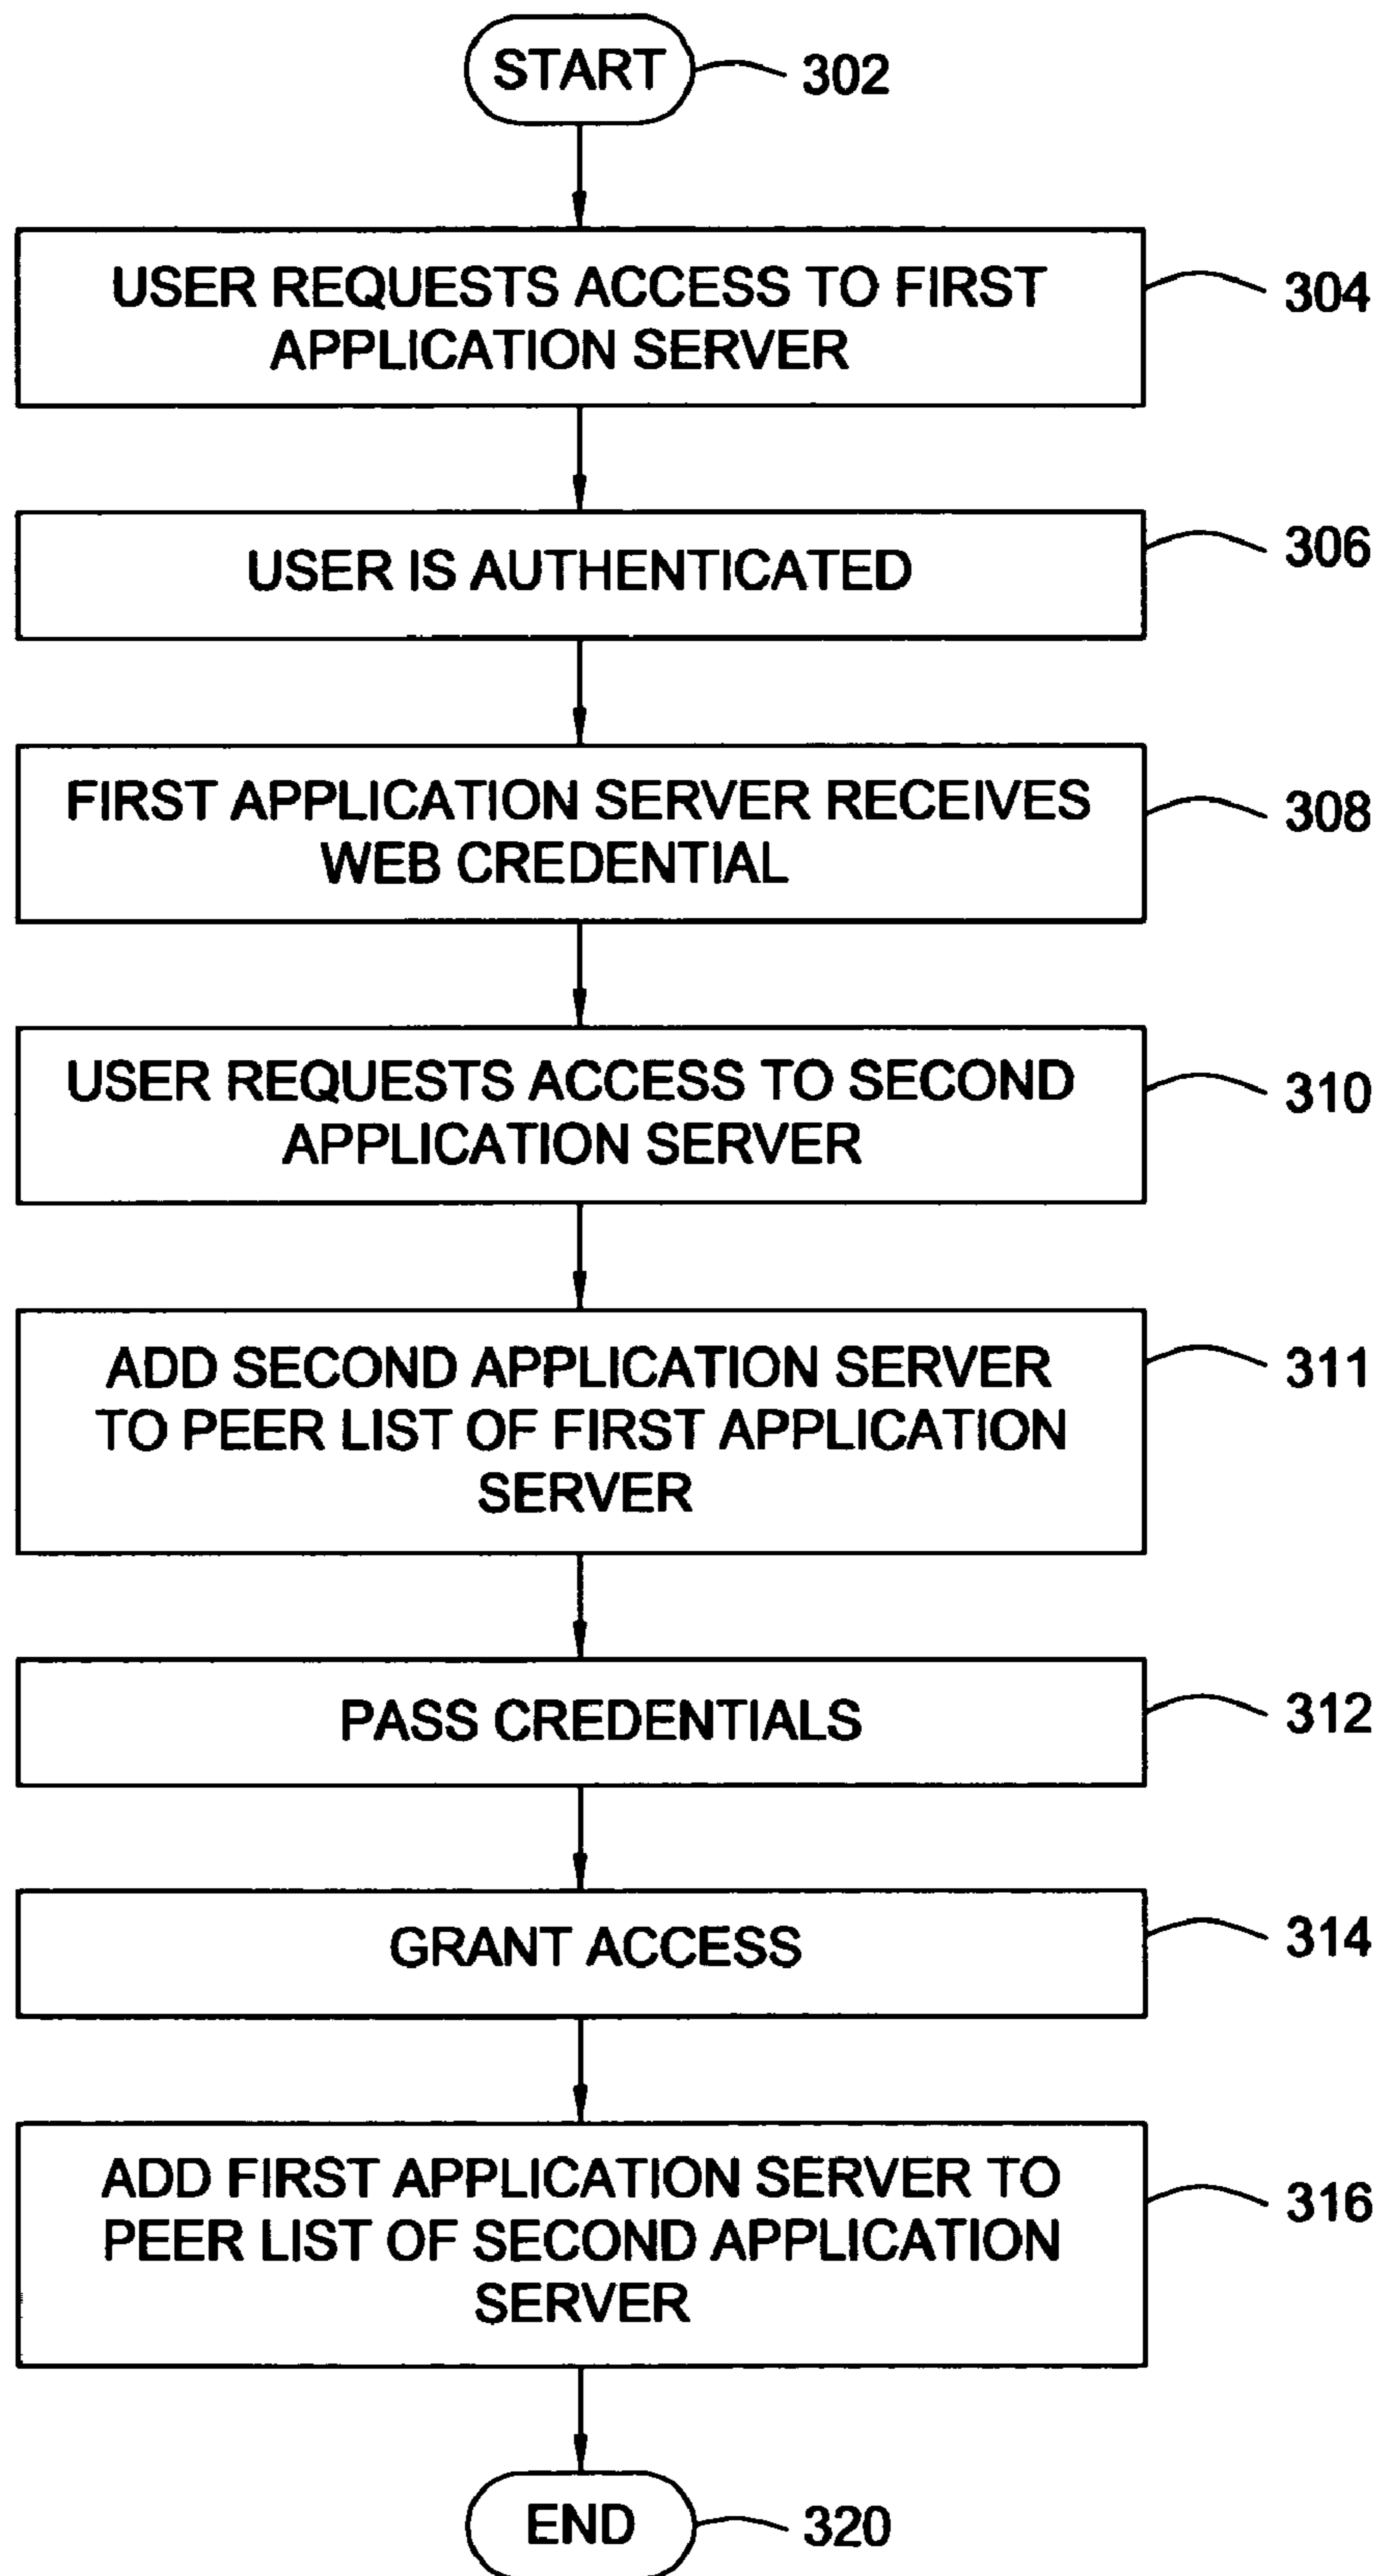 START
302
USER REQUESTS ACCESS TO FIRST
APPLICATION SERVER
304
USER IS AUTHENTICATED
306
FIRST APPLICATION SERVER RECEIVES
WEB CREDENTIAL
308
USER REQUESTS ACCESS TO SECOND
APPLICATION SERVER
310
ADD SECOND APPLICATION SERVER
TO PEER LIST OF FIRST APPLICATION
SERVER
311
PASS CREDENTIALS
312
GRANT ACCESS
314
ADD FIRST APPLICATION SERVER TO
PEER LIST OF SECOND APPLICATION
SERVER
316
END
320